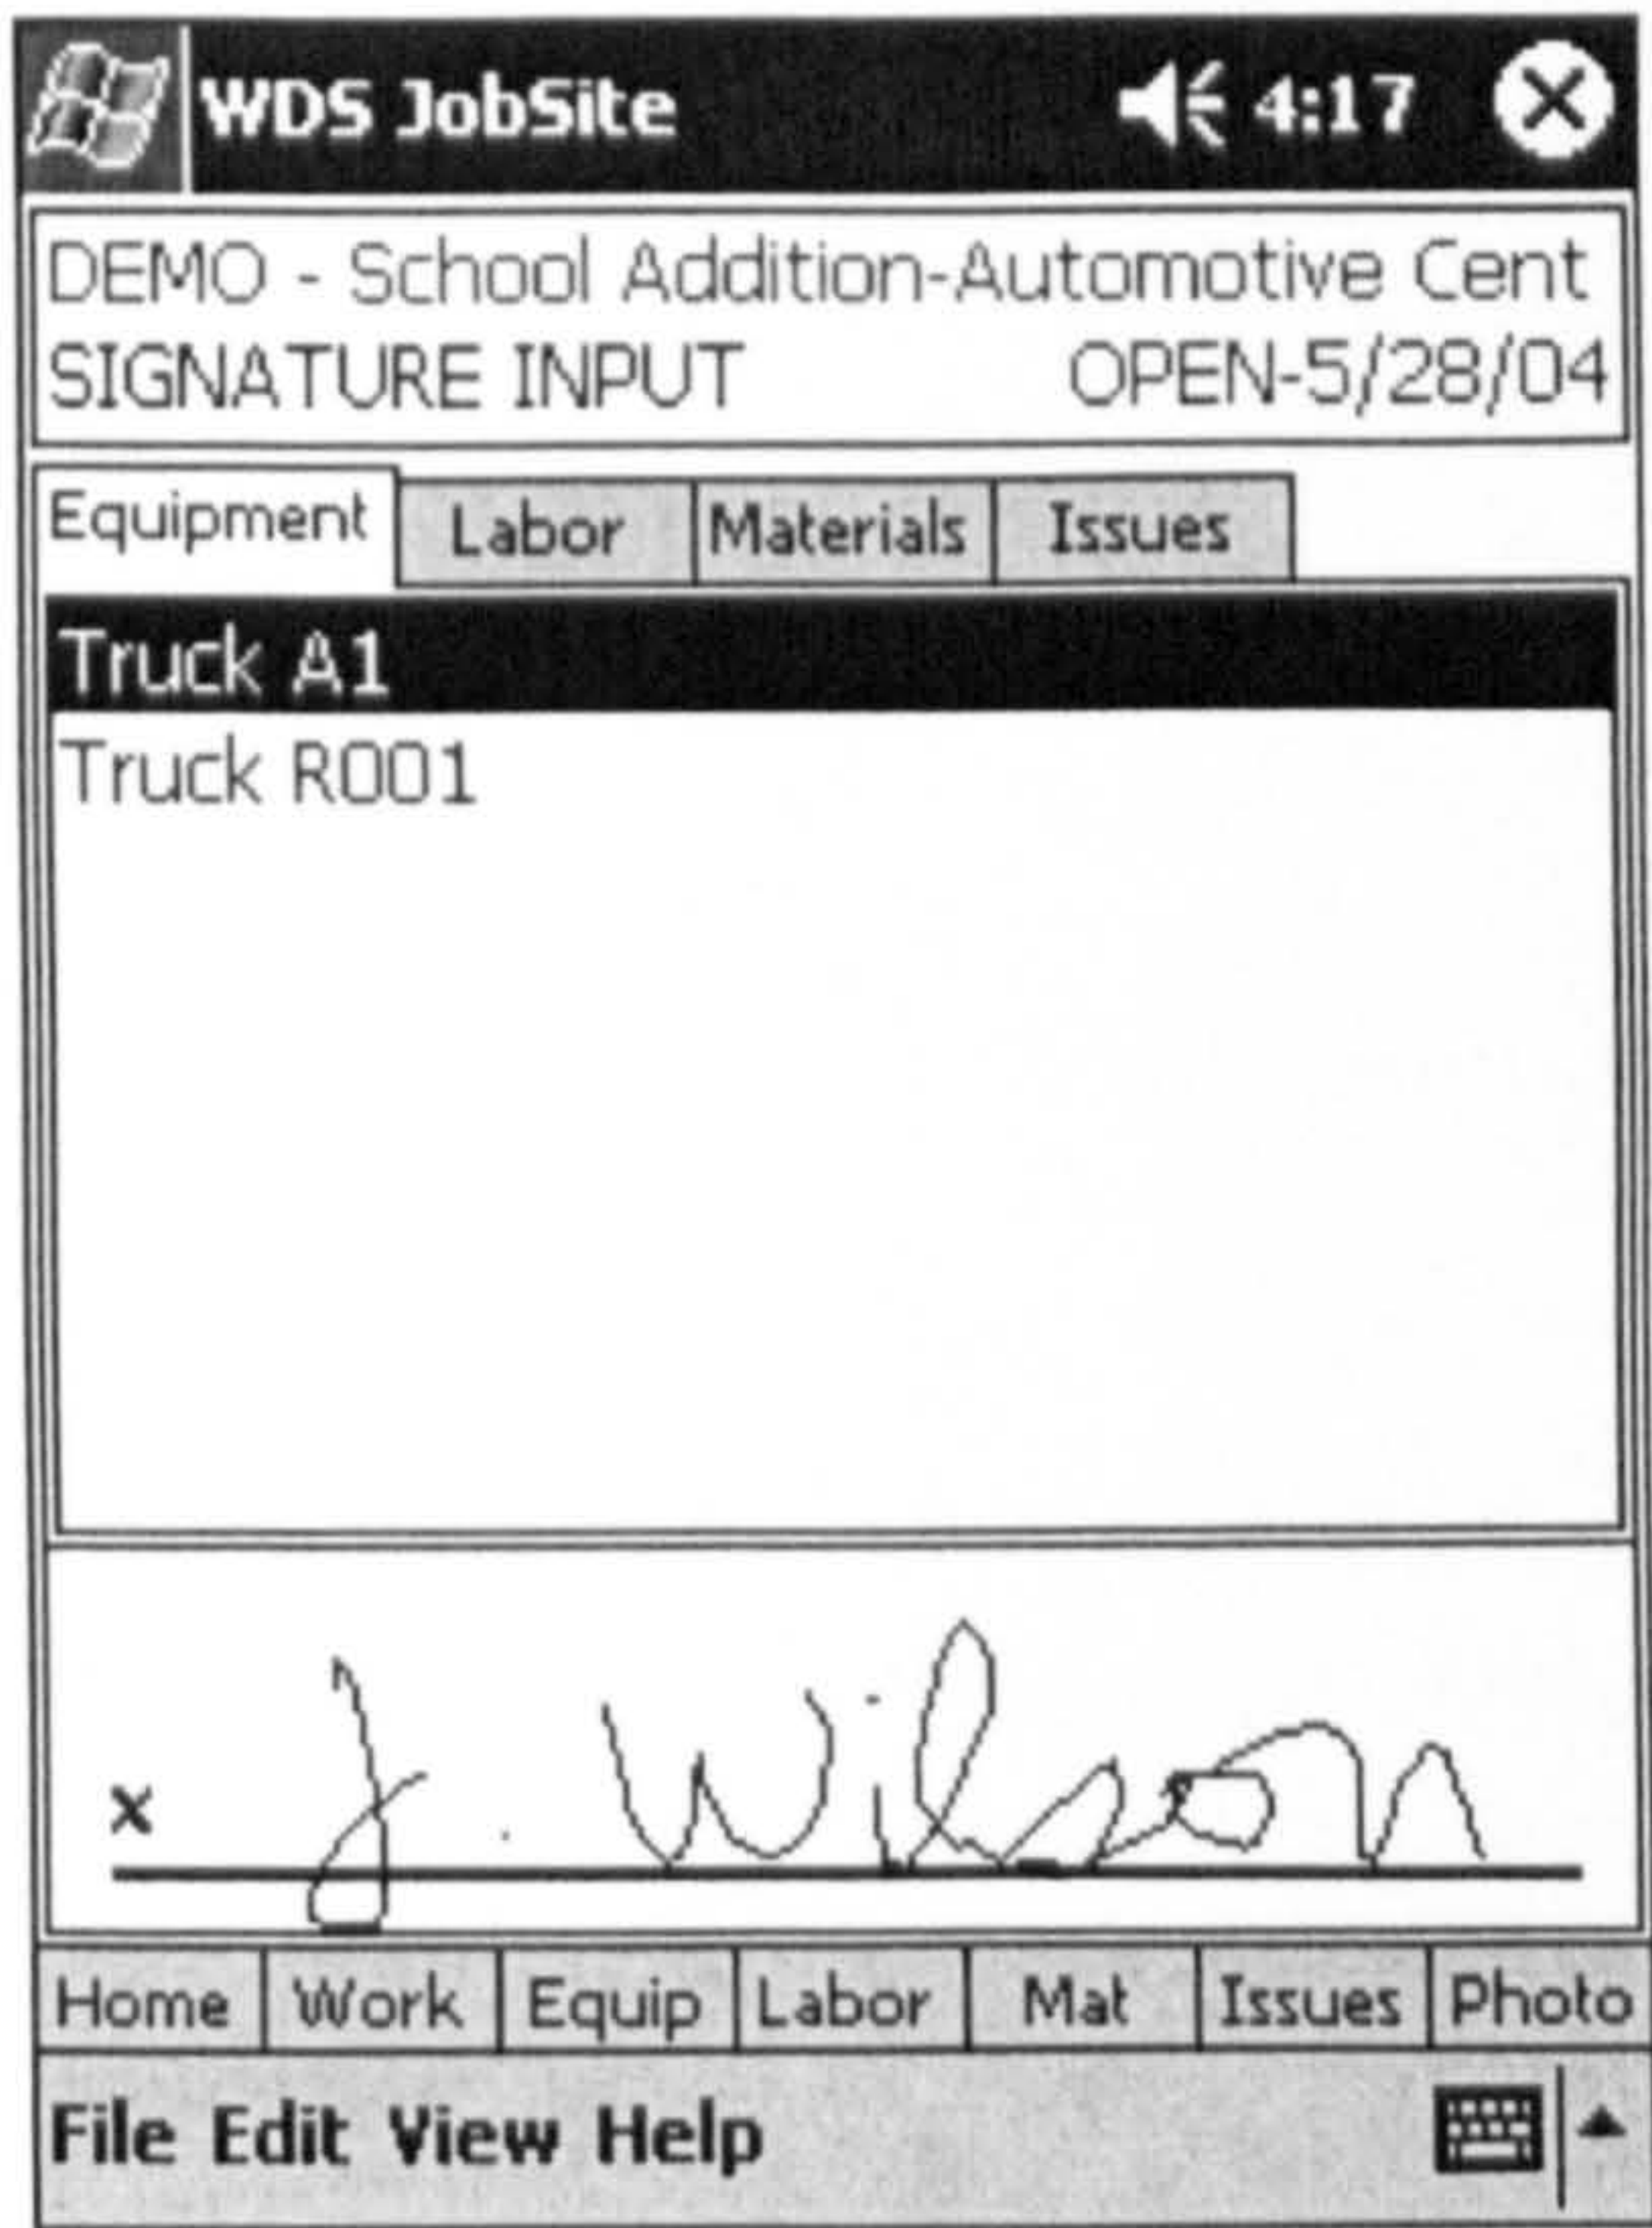 WDS JobSite 4:17
DEMO - School Addition-Automotive Cent
SIGNATURE INPUT OPEN-5/28/04
Equipment Labor Materials Issues
Truck A1
Truck R001
x J. Wilson
Home Work Equip Labor Mat Issues Photo
File Edit View Help